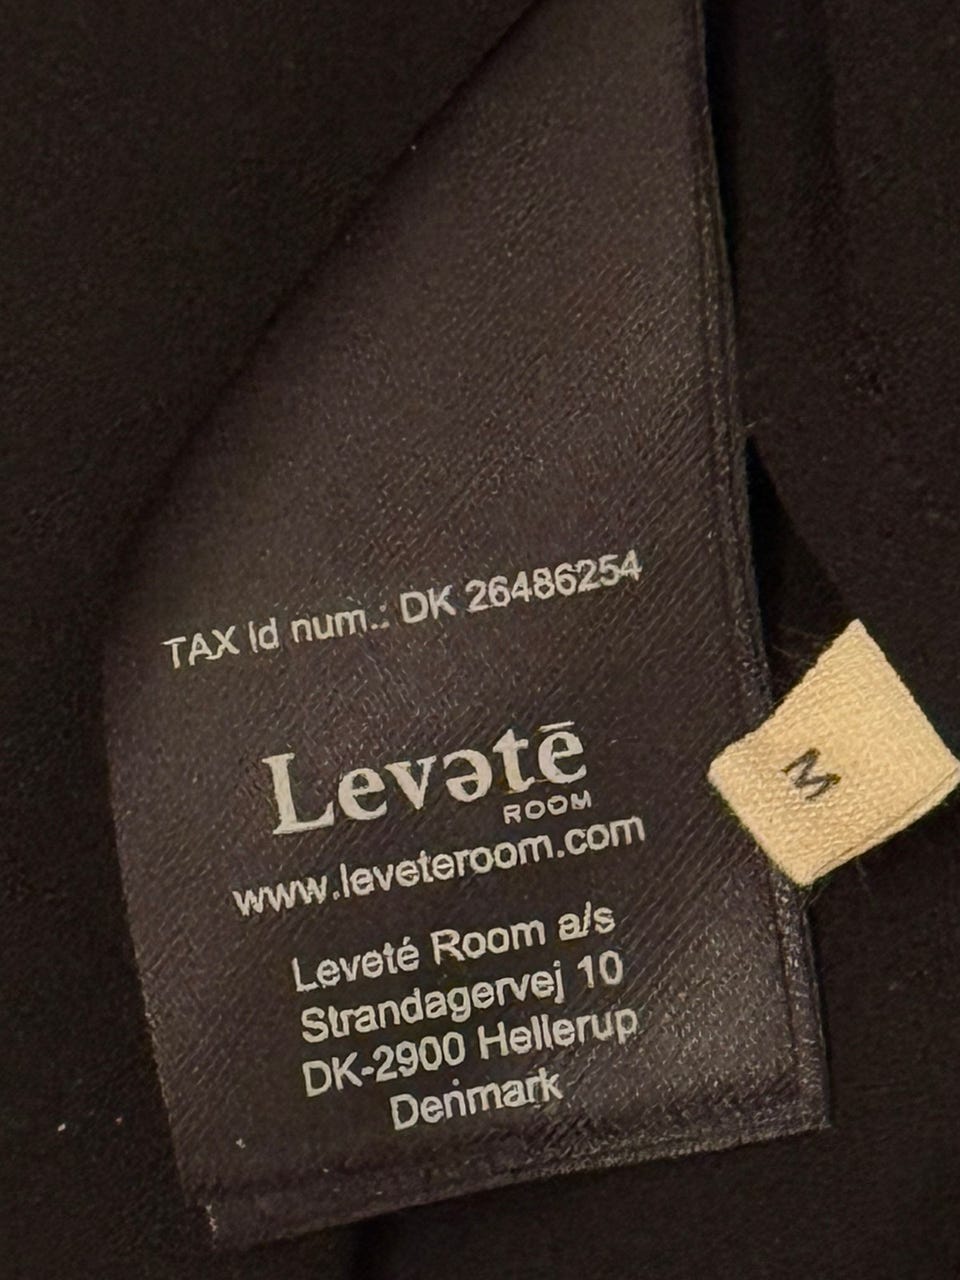 TAX Id num.: DK 26486254
Levətē
ROOM
www.leveteroom.com
Leveté Room a/s
Strandagervej 10
DK-2900 Hellerup
Denmark
M